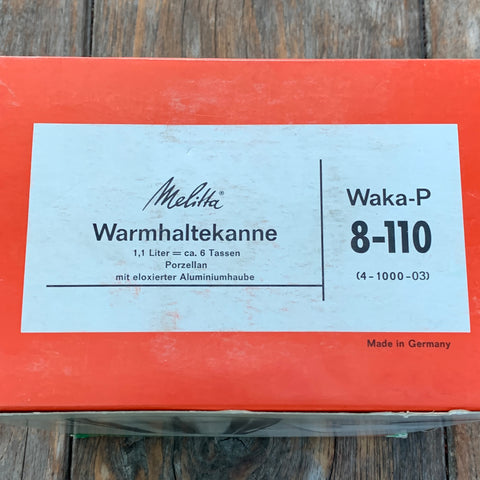 Melitta®
Warmhaltekanne
1,1 Liter = ca. 6 Tassen
Porzellan
mit eloxierter Aluminiumhaube
Waka-P
8-110
(4-1000-03)
Made in Germany